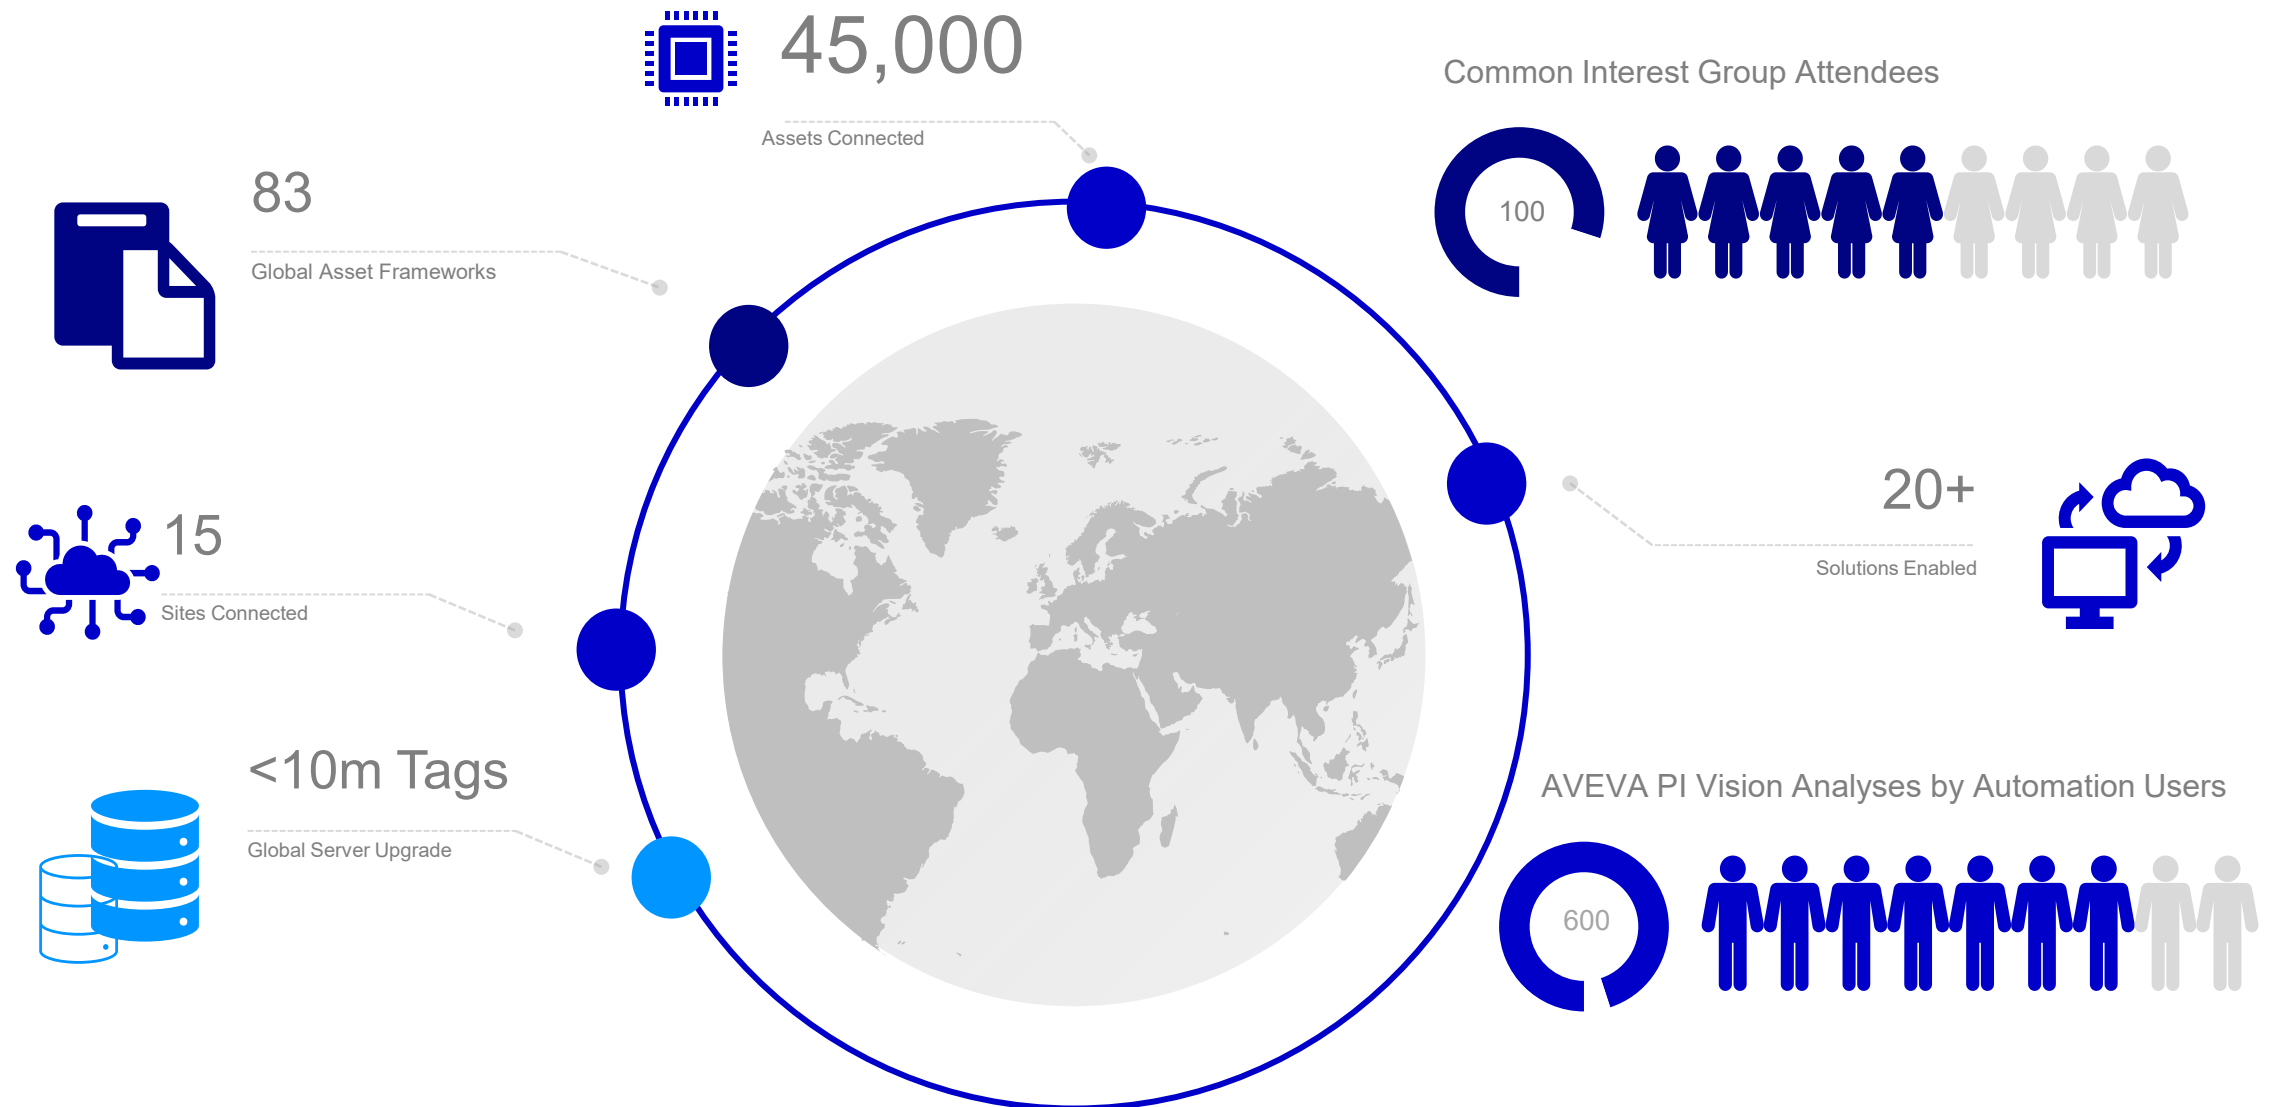 45,000
Assets Connected
83
Global Asset Frameworks
15
Sites Connected
<10m Tags
Global Server Upgrade
Common Interest Group Attendees
100
20+
Solutions Enabled
AVEVA PI Vision Analyses by Automation Users
600